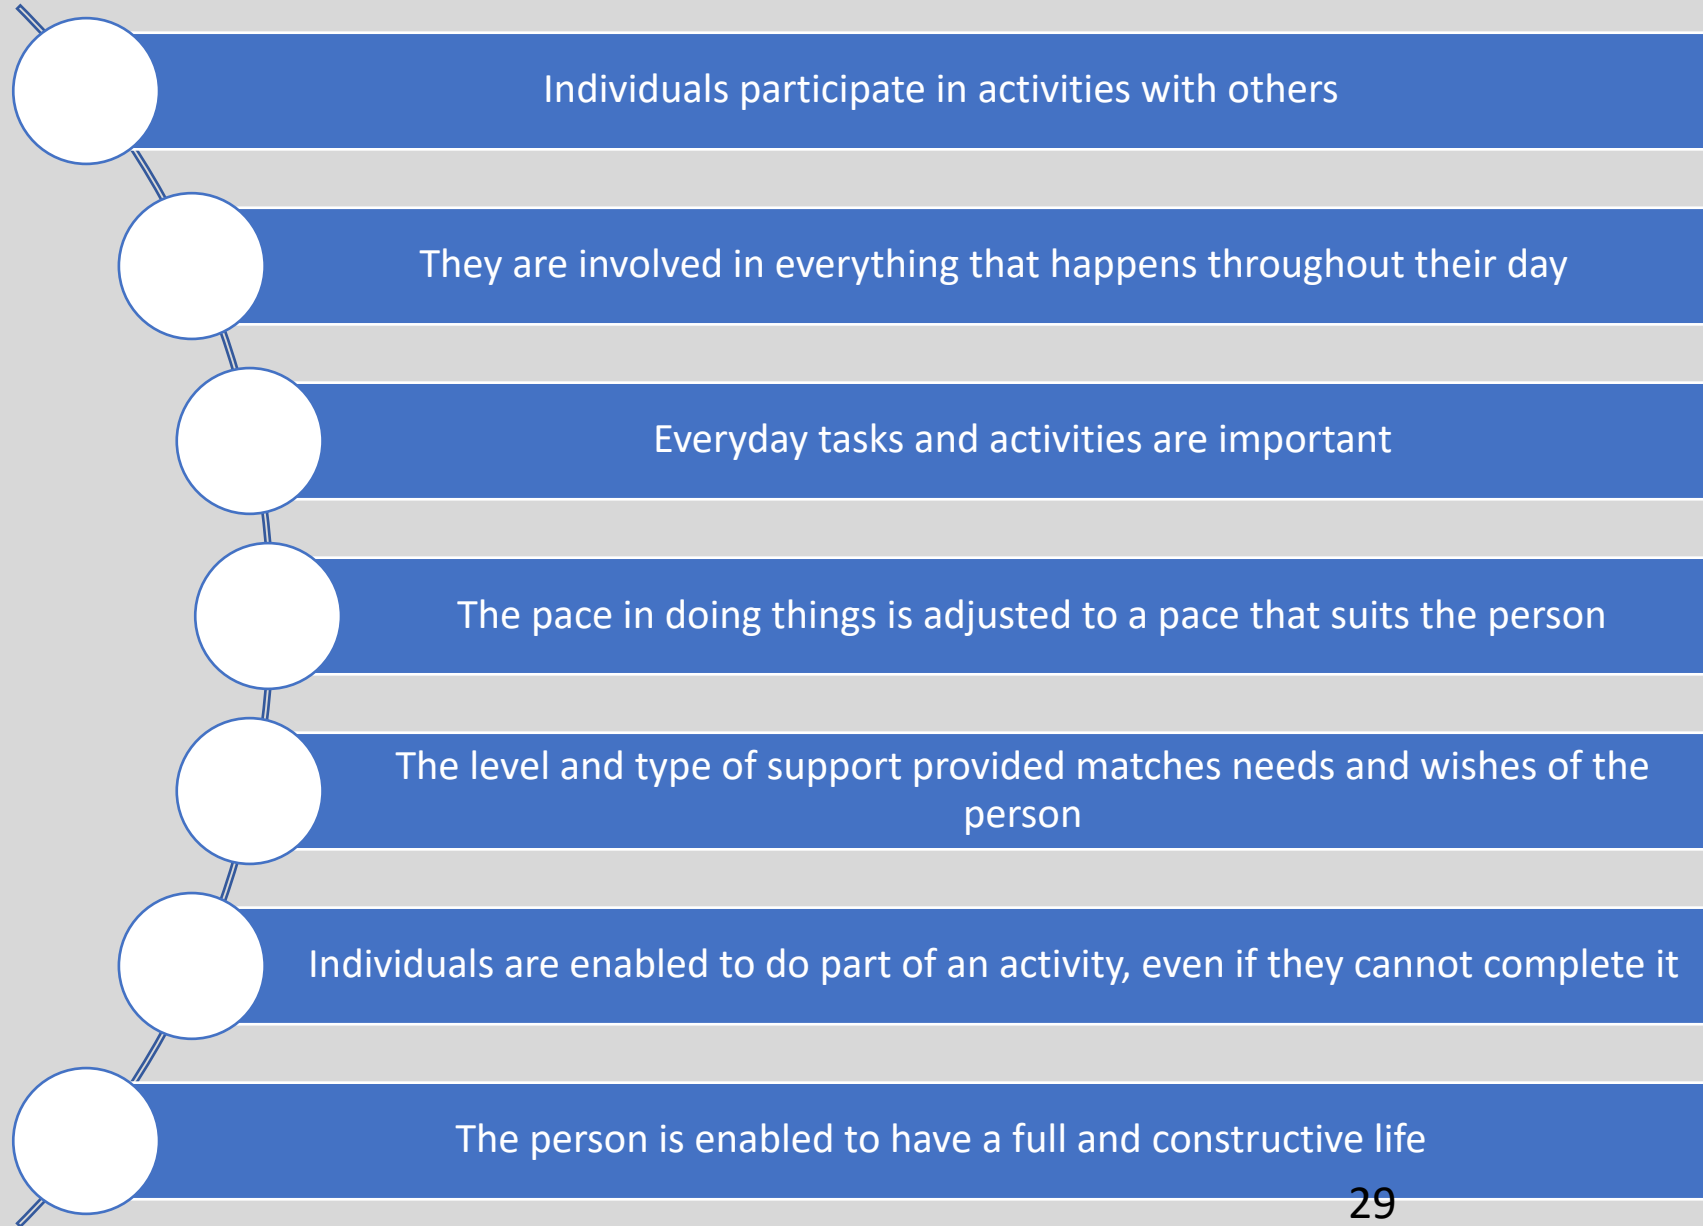 Individuals participate in activities with others
They are involved in everything that happens throughout their day
Everyday tasks and activities are important
The pace in doing things is adjusted to a pace that suits the person
The level and type of support provided matches needs and wishes of the
person
Individuals are enabled to do part of an activity, even if they cannot complete it
The person is enabled to have a full and constructive life
29